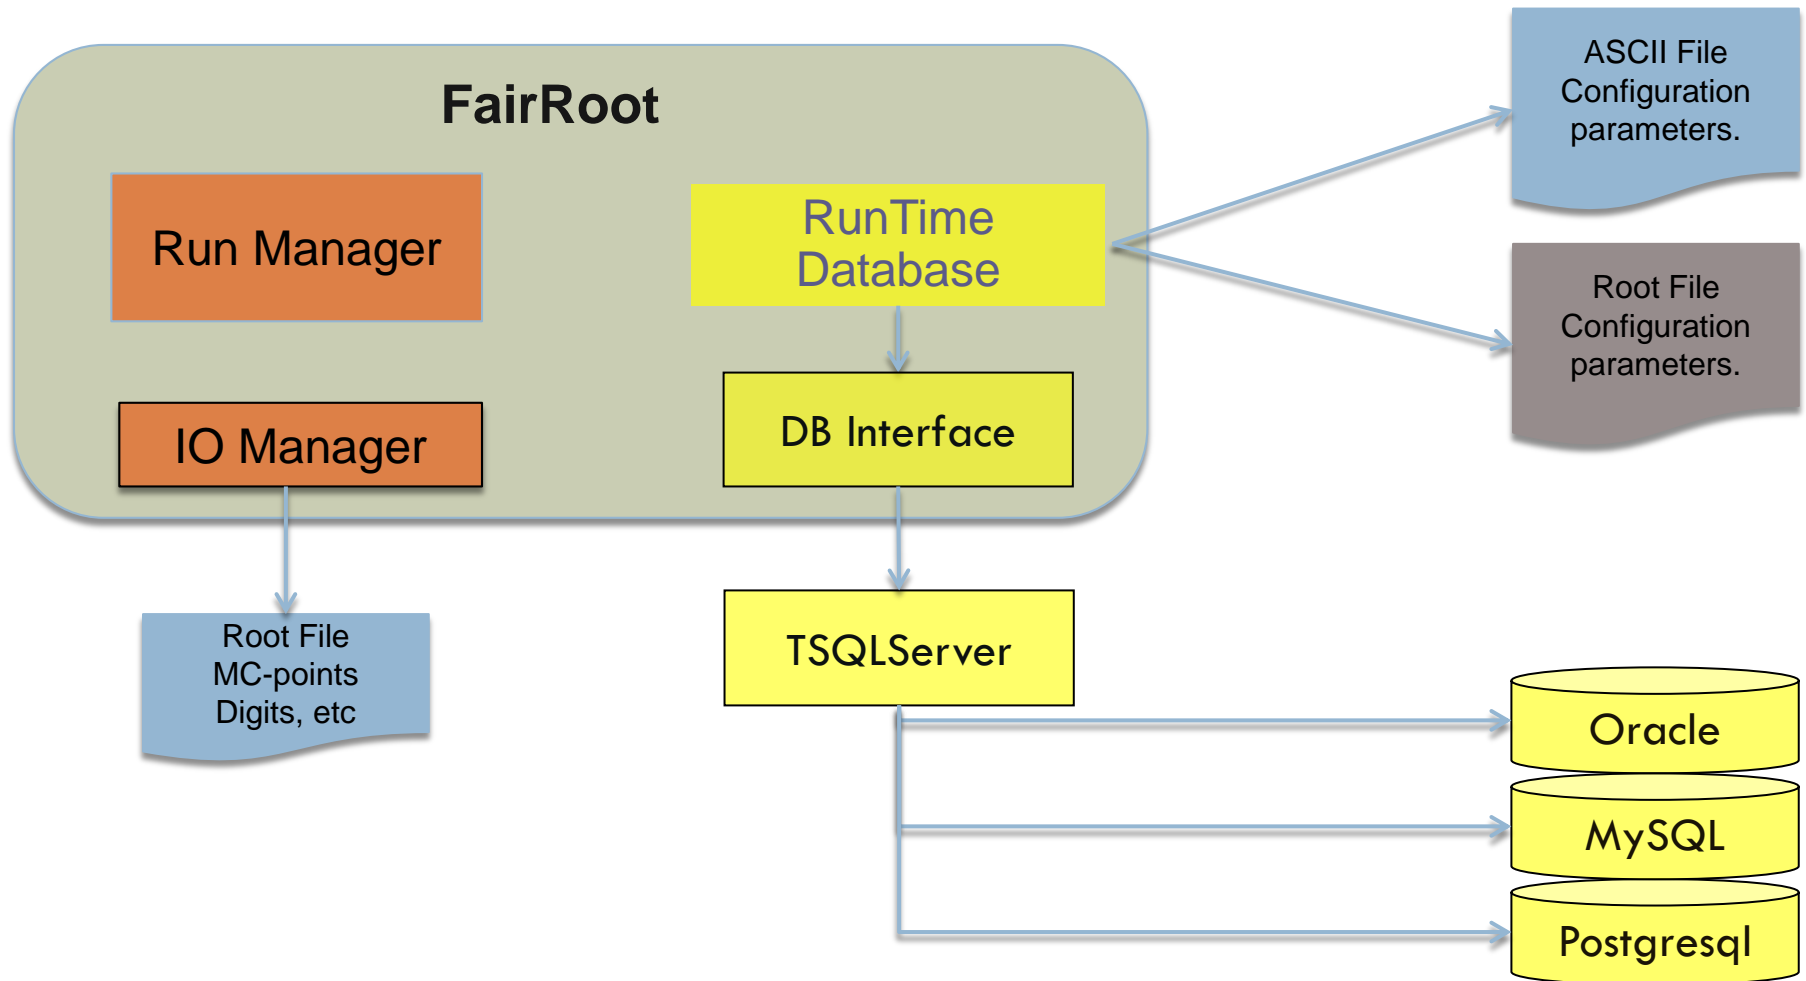 FairRoot
Run Manager
RunTime
Database
IO Manager
DB Interface
ASCII File
Configuration
parameters.
Root File
Configuration
parameters.
Root File
MC-points
Digits, etc
TSQLServer
Oracle
MySQL
Postgresql